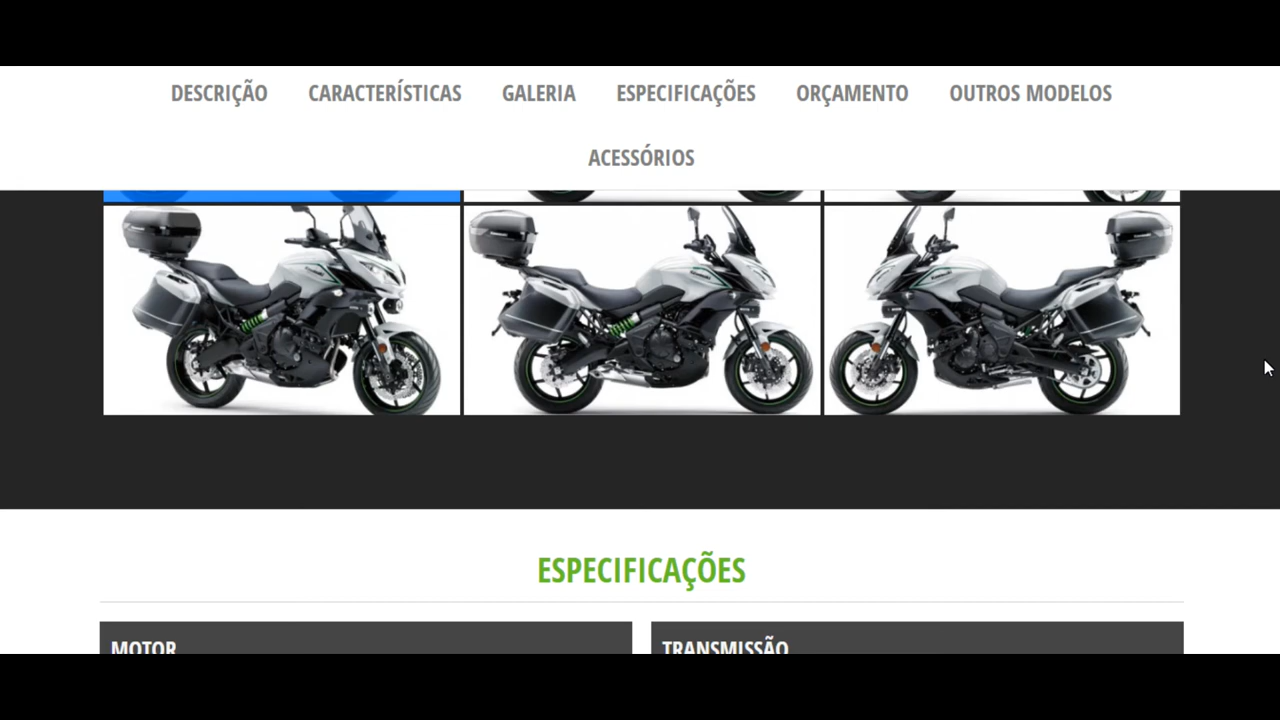 DESCRIÇÃO CARACTERÍSTICAS GALERIA ESPECIFICAÇÕES ORÇAMENTO OUTROS MODELOS
ACESSÓRIOS
ESPECIFICAÇÕES
MOTOR TRANSMISSÃO